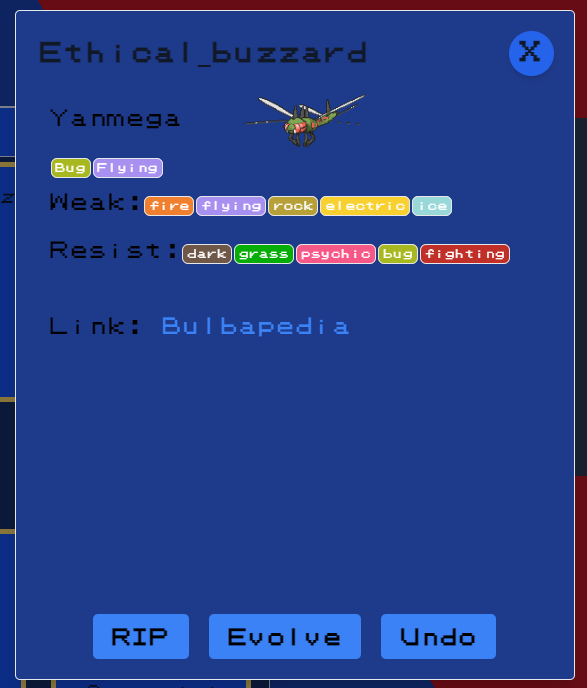 Ethical_buzzard X
Yanmega
Bug Flying
Weak: fire flying rock electric ice
Resist: dark grass psychic bug fighting
Link: Bulbapedia
RIP Evolve Undo